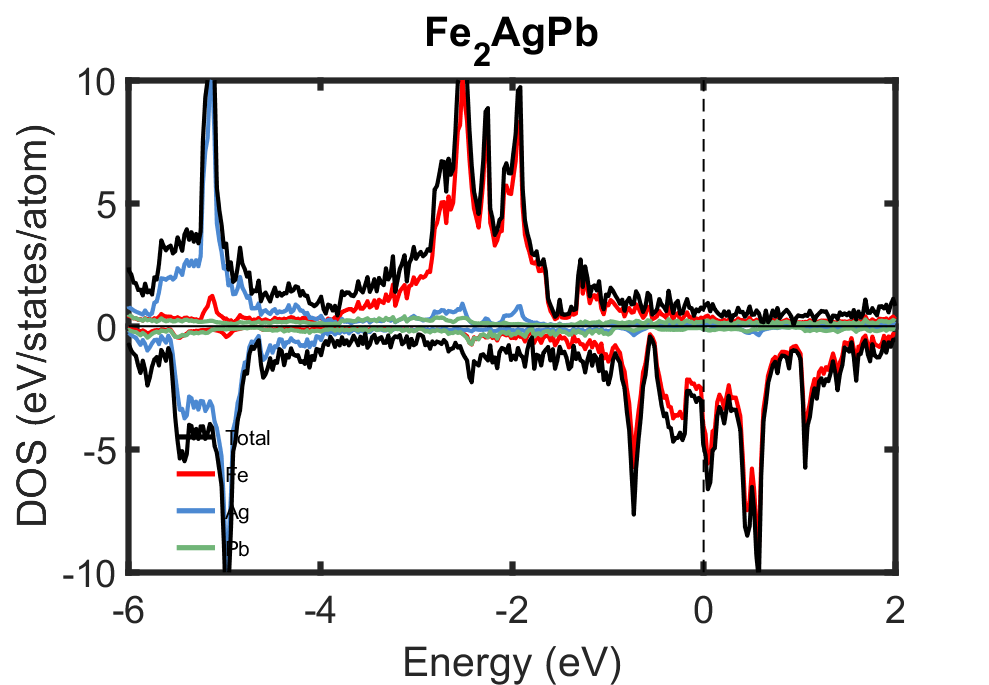 Fe₂AgPb
10
5
0
-5
-10
DOS (eV/states/atom)
Total
Fe
Ag
Pb
-6 -4 -2 0 2
Energy (eV)